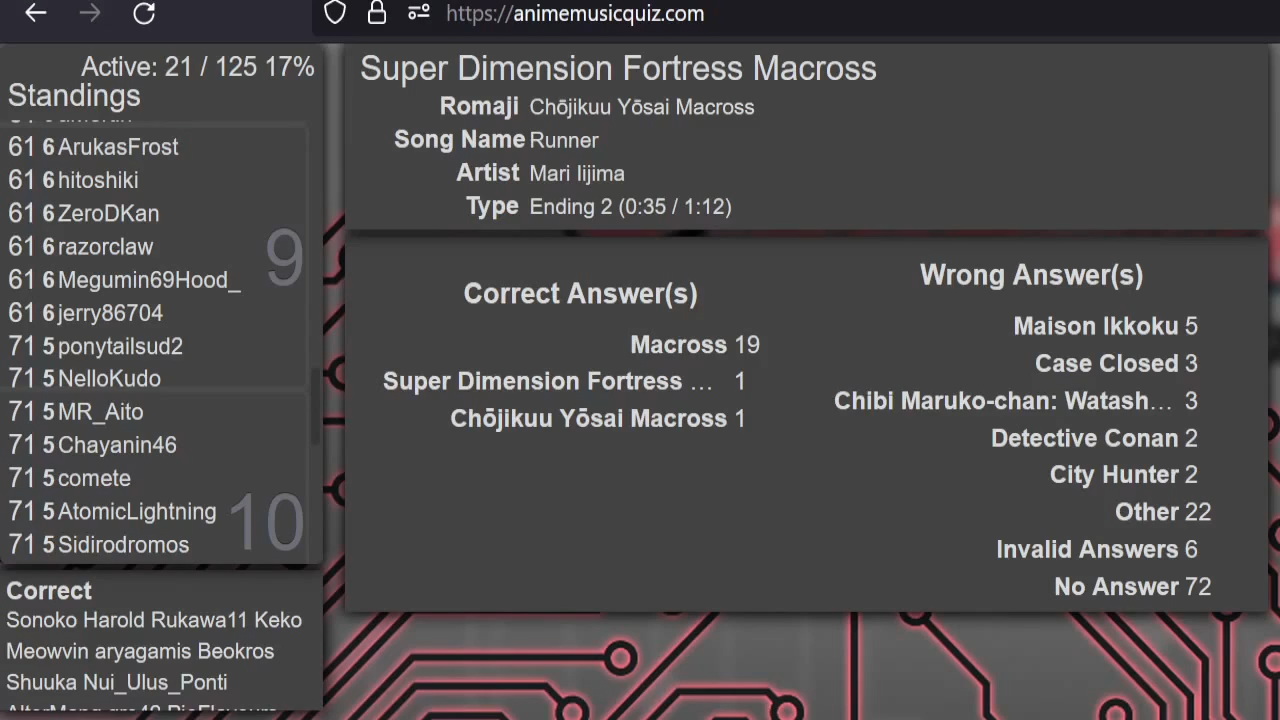 https://animemusicquiz.com
Active: 21 / 125 17%
Standings
61 6 ArukasFrost
61 6 hitoshiki
61 6 ZeroDKan
61 6 razorclaw
9
61 6 Megumin69Hood_
61 6 jerry86704
71 5 ponytailsud2
71 5 NelloKudo
71 5 MR_Aito
71 5 Chayanin46
71 5 comete
71 5 AtomicLightning
10
71 5 Sidirodromos
Correct
Sonoko Harold Rukawa11 Keko
Meowvin aryagamis Beokros
Shuuka Nui_Ulus_Ponti
Super Dimension Fortress Macross
Romaji Chōjikuu Yōsai Macross
Song Name Runner
Artist Mari Iijima
Type Ending 2 (0:35 / 1:12)
Correct Answer(s)
Macross 19
Super Dimension Fortress ... 1
Chōjikuu Yōsai Macross 1
Wrong Answer(s)
Maison Ikkoku 5
Case Closed 3
Chibi Maruko-chan: Watash... 3
Detective Conan 2
City Hunter 2
Other 22
Invalid Answers 6
No Answer 72